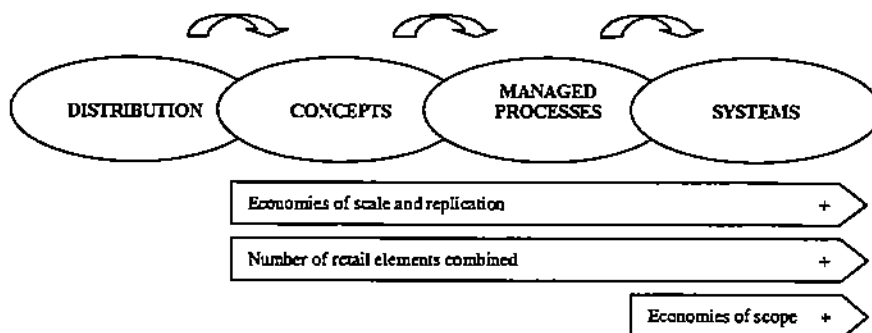 DISTRIBUTION
CONCEPTS
MANAGED
PROCESSES
SYSTEMS
Economies of scale and replication +
Number of retail elements combined +
Economies of scope +